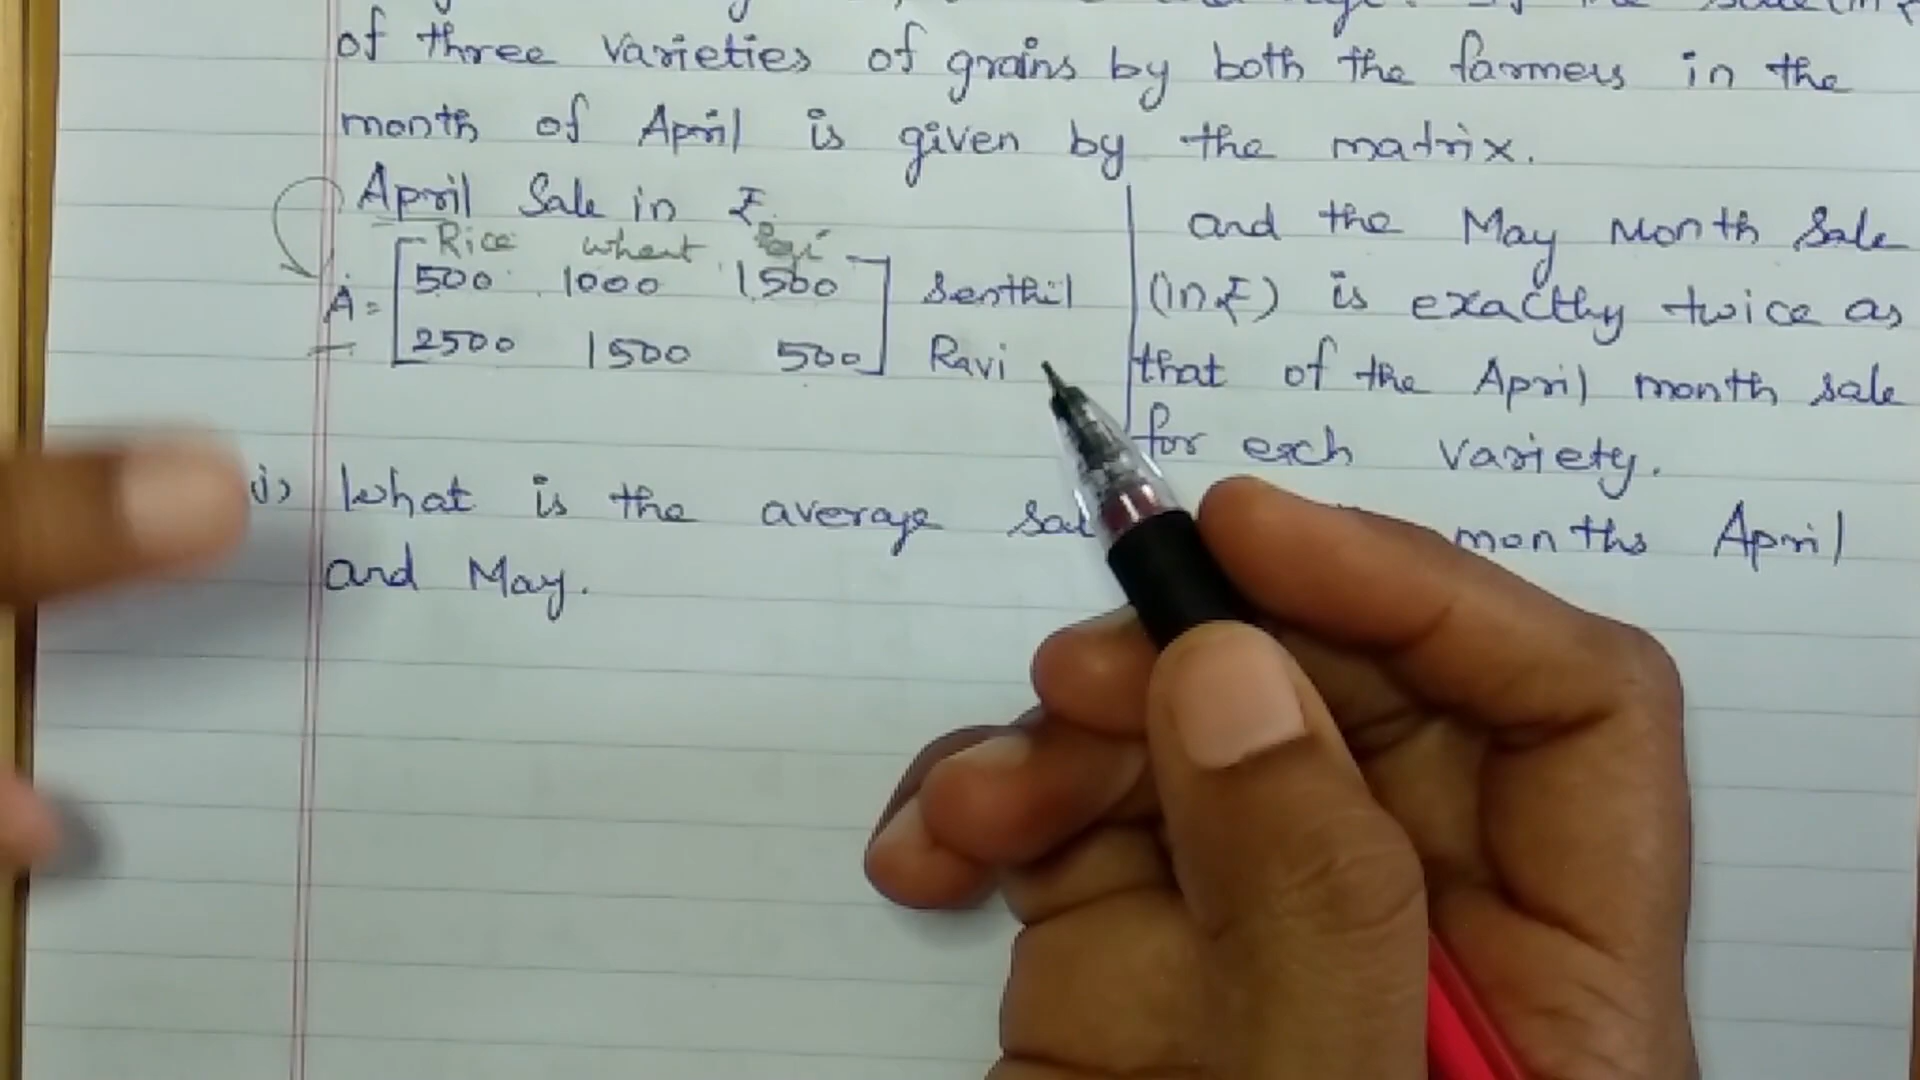 of three varieties of grains by both the farmers in the
month of April is given by the matrix.
April Sale in ₹.
Rice wheat Ragi
A = [500 1000 1500] Senthil
[2500 1500 500] Ravi
and the May Month Sale
(in ₹) is exactly twice as
that of the April month sale
for each variety.
i) What is the average months April
and May.